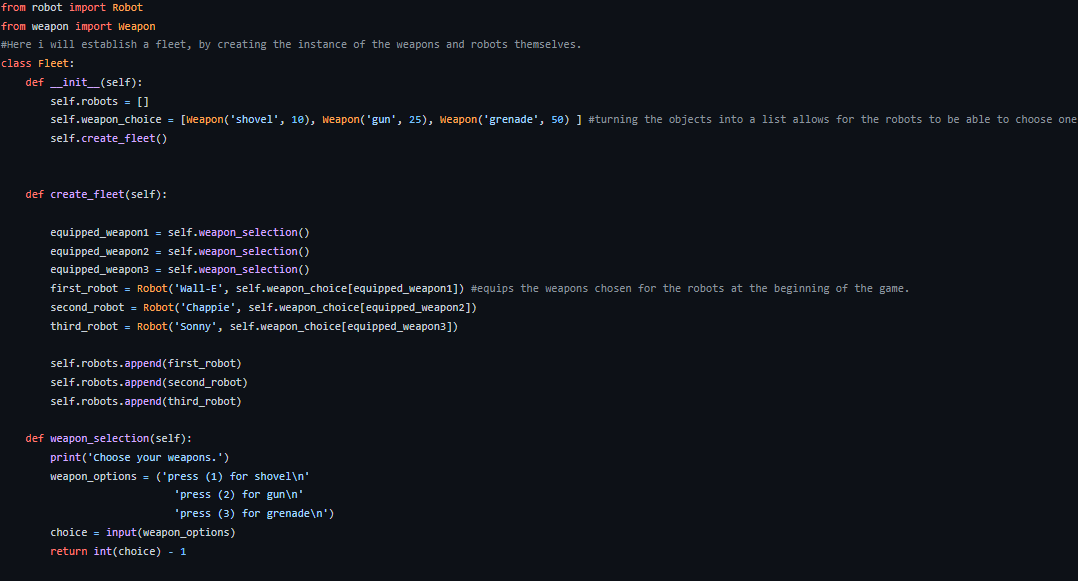 from robot import Robot
from weapon import Weapon
#Here i will establish a fleet, by creating the instance of the weapons and robots themselves.
class Fleet:
    def __init__(self):
        self.robots = []
        self.weapon_choice = [Weapon('shovel', 10), Weapon('gun', 25), Weapon('grenade', 50) ] #turning the objects into a list allows for the robots to be able to choose one
        self.create_fleet()
    def create_fleet(self):
        equipped_weapon1 = self.weapon_selection()
        equipped_weapon2 = self.weapon_selection()
        equipped_weapon3 = self.weapon_selection()
        first_robot = Robot('Wall-E', self.weapon_choice[equipped_weapon1]) #equips the weapons chosen for the robots at the beginning of the game.
        second_robot = Robot('Chappie', self.weapon_choice[equipped_weapon2])
        third_robot = Robot('Sonny', self.weapon_choice[equipped_weapon3])
        self.robots.append(first_robot)
        self.robots.append(second_robot)
        self.robots.append(third_robot)
    def weapon_selection(self):
        print('Choose your weapons.')
        weapon_options = ('press (1) for shovel\n'
                            'press (2) for gun\n'
                            'press (3) for grenade\n')
        choice = input(weapon_options)
        return int(choice) - 1